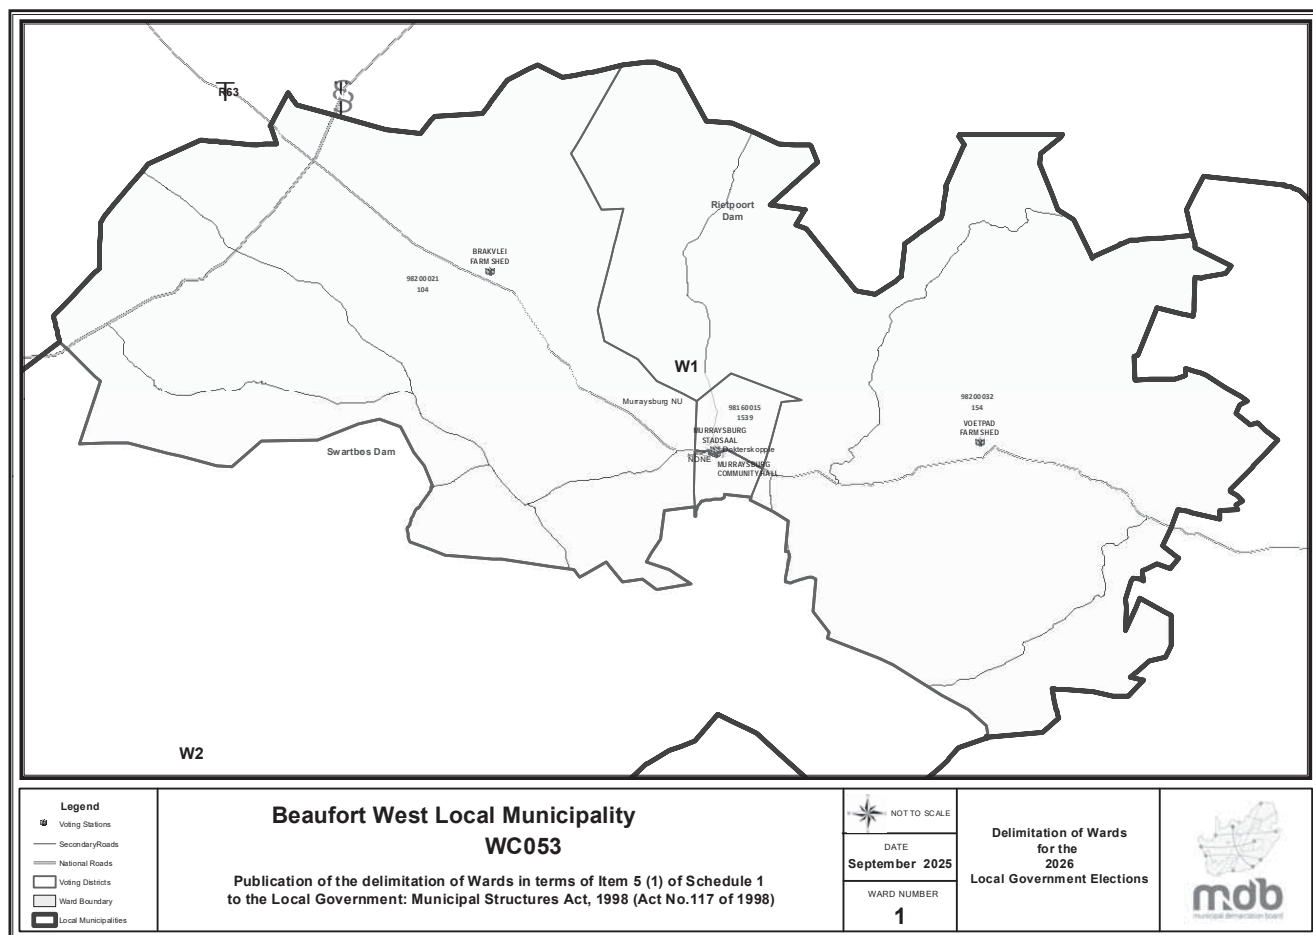 R63
Rietpoort
Dam
BRAKVLEI
FARM SHED
98200021
104
W1
Murraysburg NU
98160015
1539
MURRAYSBURG
STADSAAL
Dokterskoppie
NONE
MURRAYSBURG
COMMUNITY HALL
98200032
154
VOETPAD
FARM SHED
Swartbos Dam
W2
Legend
Voting Stations
SecondaryRoads
National Roads
Voting Districts
Ward Boundary
Local Municipalities
Beaufort West Local Municipality
WC053
Publication of the delimitation of Wards in terms of Item 5 (1) of Schedule 1
to the Local Government: Municipal Structures Act, 1998 (Act No.117 of 1998)
NOT TO SCALE
DATE
September 2025
WARD NUMBER
1
Delimitation of Wards
for the
2026
Local Government Elections
mdb
municipal demarcation board